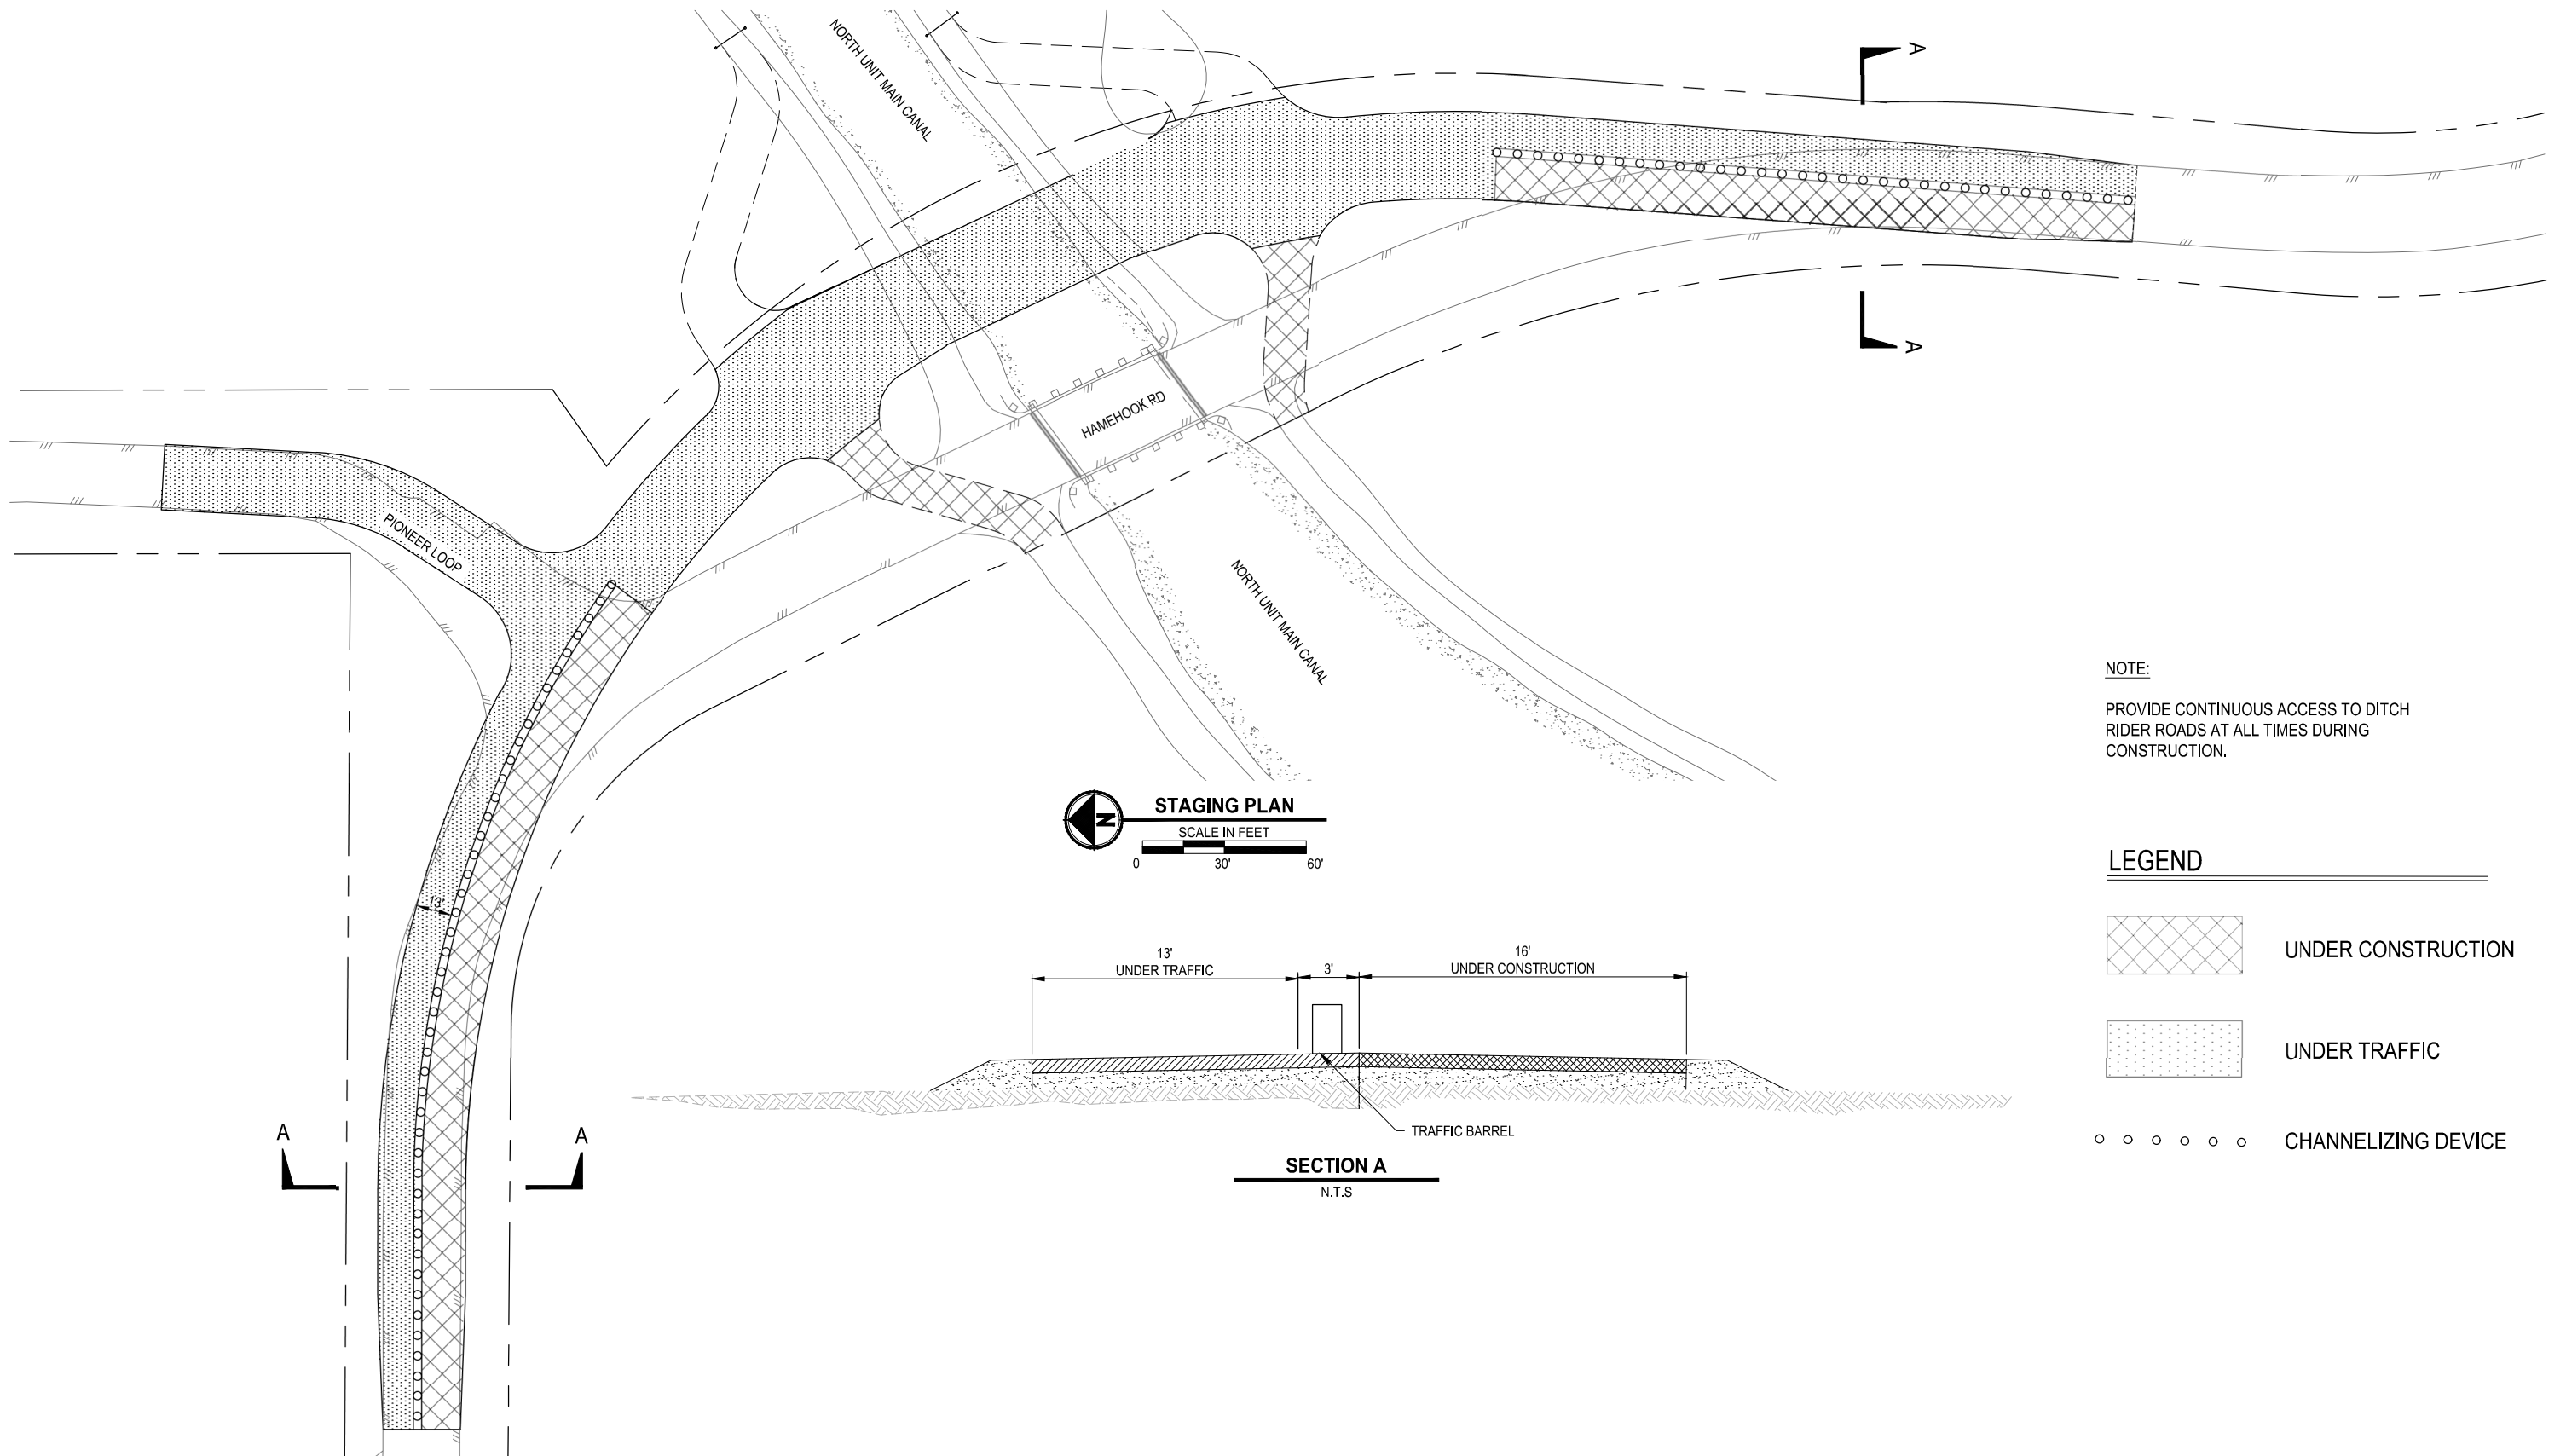 NORTH UNIT MAIN CANAL
A
A
HAMEHOOK RD
PIONEER LOOP
NORTH UNIT MAIN CANAL
NOTE:
PROVIDE CONTINUOUS ACCESS TO DITCH
RIDER ROADS AT ALL TIMES DURING
CONSTRUCTION.
N
STAGING PLAN
SCALE IN FEET
0 30' 60'
LEGEND
UNDER CONSTRUCTION
UNDER TRAFFIC
CHANNELIZING DEVICE
13'
13'
UNDER TRAFFIC
3'
16'
UNDER CONSTRUCTION
TRAFFIC BARREL
A A
SECTION A
N.T.S